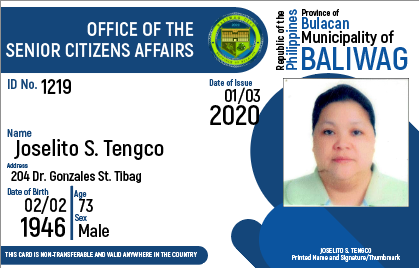 OFFICE OF THE
SENIOR CITIZENS AFFAIRS
Republic of the
Philippines
Province of
Bulacan
Municipality of
BALIWAG
ID No. 1219
Date of Issue
01/03
2020
Name
Joselito S. Tengco
Address
204 Dr. Gonzales St. Tibag
Date of Birth
02/02
1946
Age
73
Sex
Male
THIS CARD IS NON-TRANSFERABLE AND VALID ANYWHERE IN THE COUNTRY
JOSELITO S. TENGCO
Printed Name and Signature/Thumbmark